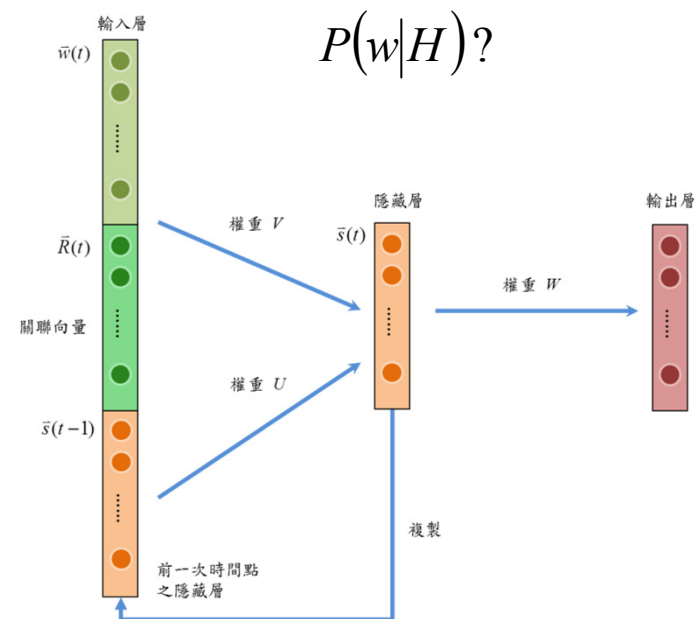 輸入層
w̄(t)
P(w|H)?
隱藏層
輸出層
權重 V
s̄(t)
R̄(t)
權重 W
關聯向量
權重 U
s̄(t−1)
複製
前一次時間點
之隱藏層